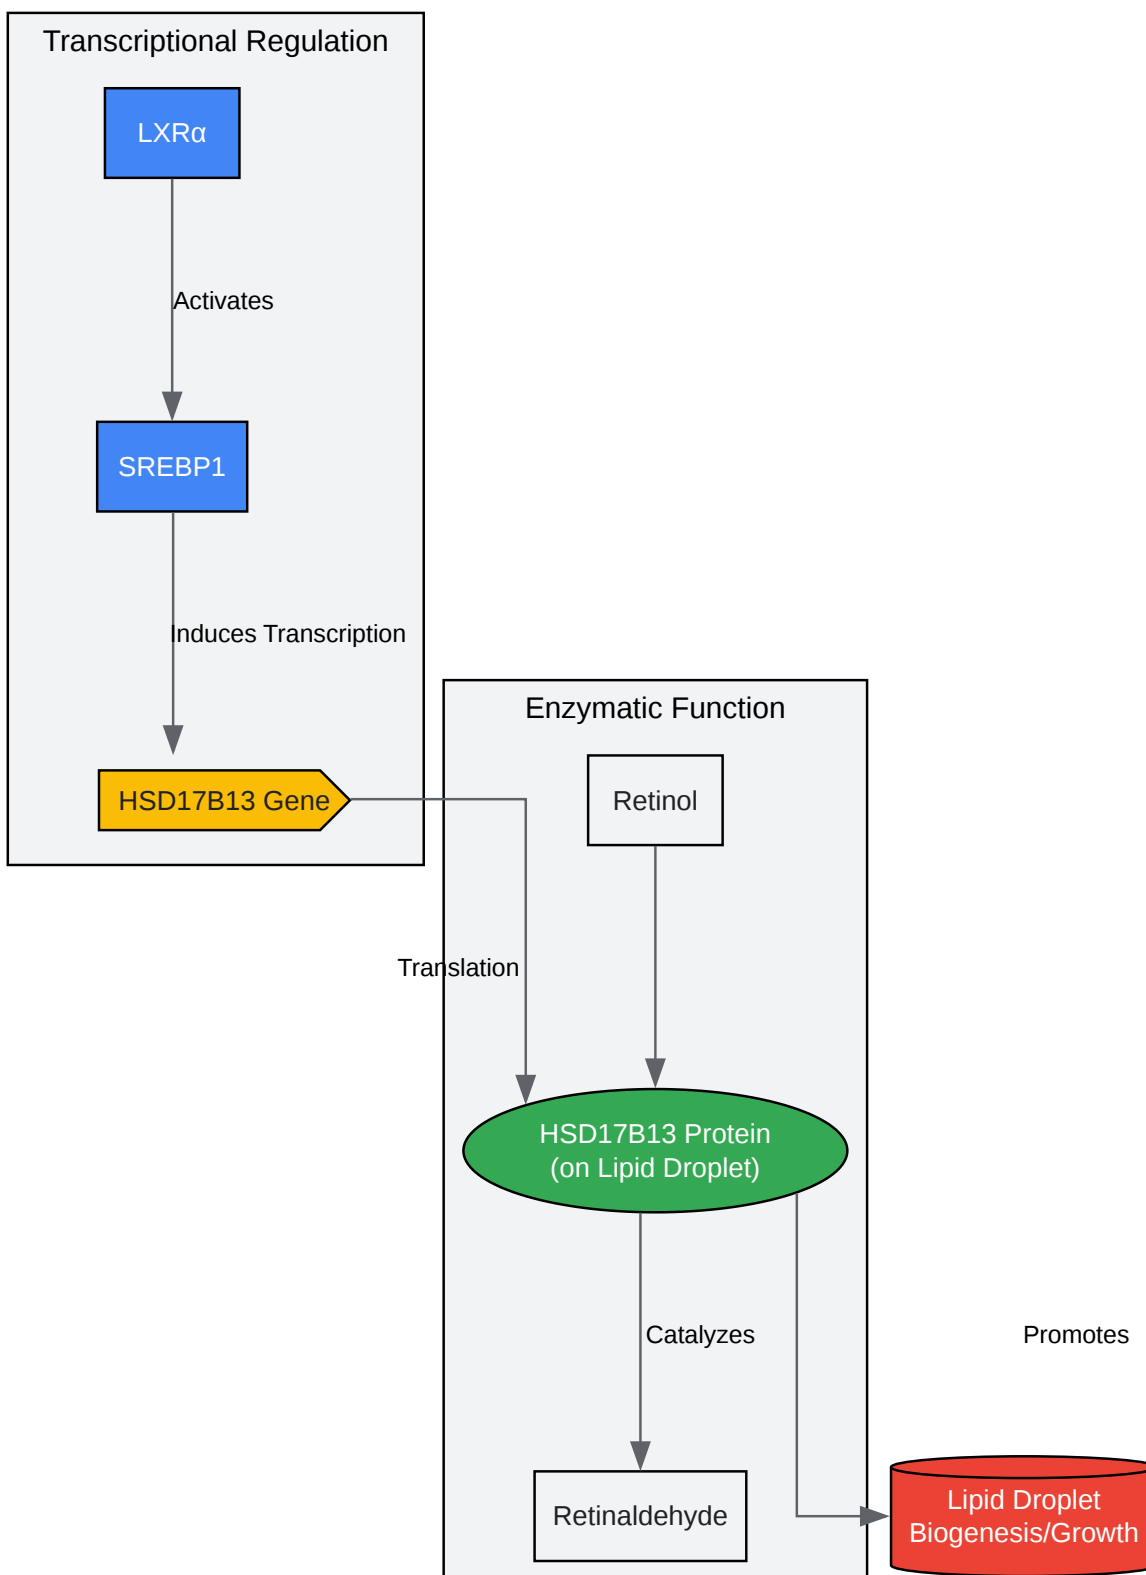 Transcriptional Regulation
LXRα
Activates
SREBP1
Induces Transcription
HSD17B13 Gene
Enzymatic Function
Retinol
Translation
HSD17B13 Protein
(on Lipid Droplet)
Catalyzes
Promotes
Retinaldehyde
Lipid Droplet
Biogenesis/Growth